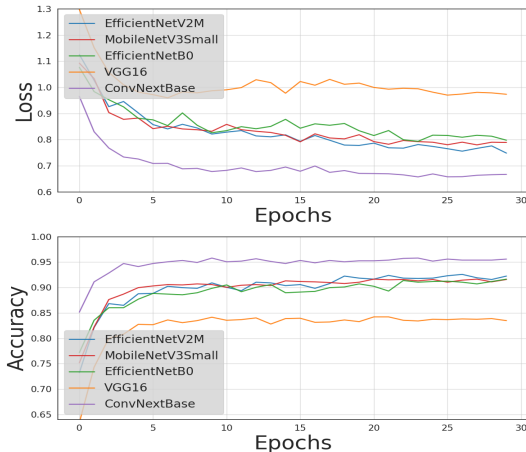 1.3
1.2
1.1
1.0
0.9
0.8
0.7
0.6
Loss
EfficientNetV2M
MobileNetV3Small
EfficientNetB0
VGG16
ConvNextBase
0 5 10 15 20 25 30
Epochs
1.00
0.95
0.90
0.85
0.80
0.75
0.70
0.65
Accuracy
EfficientNetV2M
MobileNetV3Small
EfficientNetB0
VGG16
ConvNextBase
0 5 10 15 20 25 30
Epochs